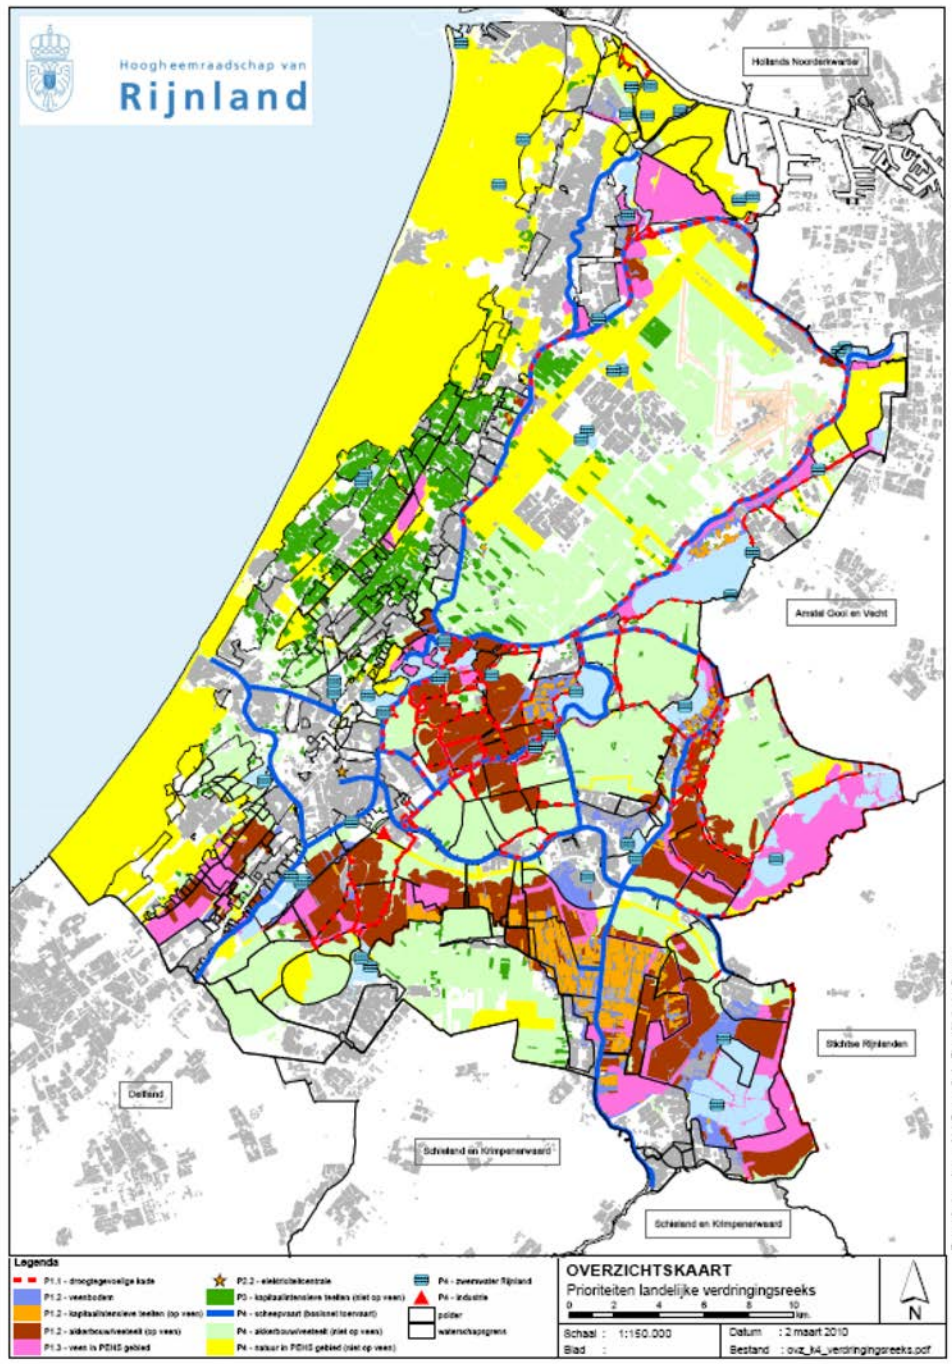 Hoogheemraadschap van
Rijnland
Hollands Noorderkwartier
Amstel Gooi en Vecht
Stichtse Rijnlanden
Delfland
Schieland en Krimpenerwaard
Schieland en Krimpenerwaard
Legenda
P1.1 - droogtegevoelige kade
P1.2 - veenbodem
P1.2 - kapitaalintensieve teelten (op veen)
P1.2 - akkerbouw/veeteelt (op veen)
P1.3 - veen in PEHS gebied
P2.2 - elektriciteitcentrale
P3 - kapitaalintensieve teelten (niet op veen)
P4 - scheepvaart (basisnet toervaart)
P4 - akkerbouw/veeteelt (niet op veen)
P4 - natuur in PEHS gebied (niet op veen)
P4 - zwemwater Rijnland
P4 - industrie
polder
waterschapsgrens
OVERZICHTSKAART
Prioriteiten landelijke verdringingsreeks
0 2 4 6 8 10
km
Schaal : 1:150.000
Blad :
Datum : 2 maart 2010
Bestand : ovz_k4_verdringingsreeks.pdf
N